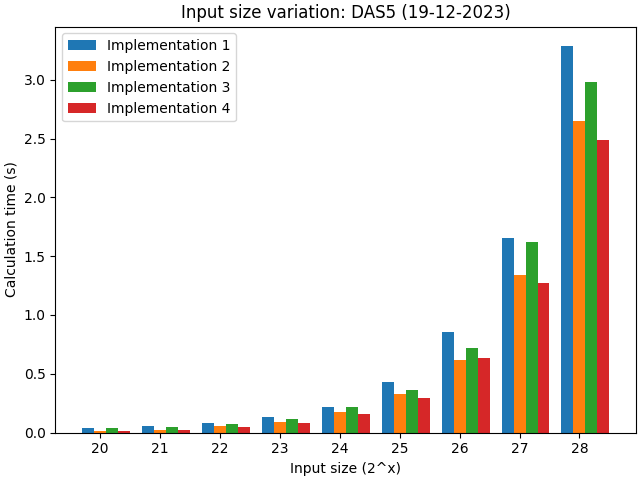 Input size variation: DAS5 (19-12-2023)
Implementation 1
Implementation 2
Implementation 3
Implementation 4
Calculation time (s)
3.0
2.5
2.0
1.5
1.0
0.5
0.0
20 21 22 23 24 25 26 27 28
Input size (2^x)